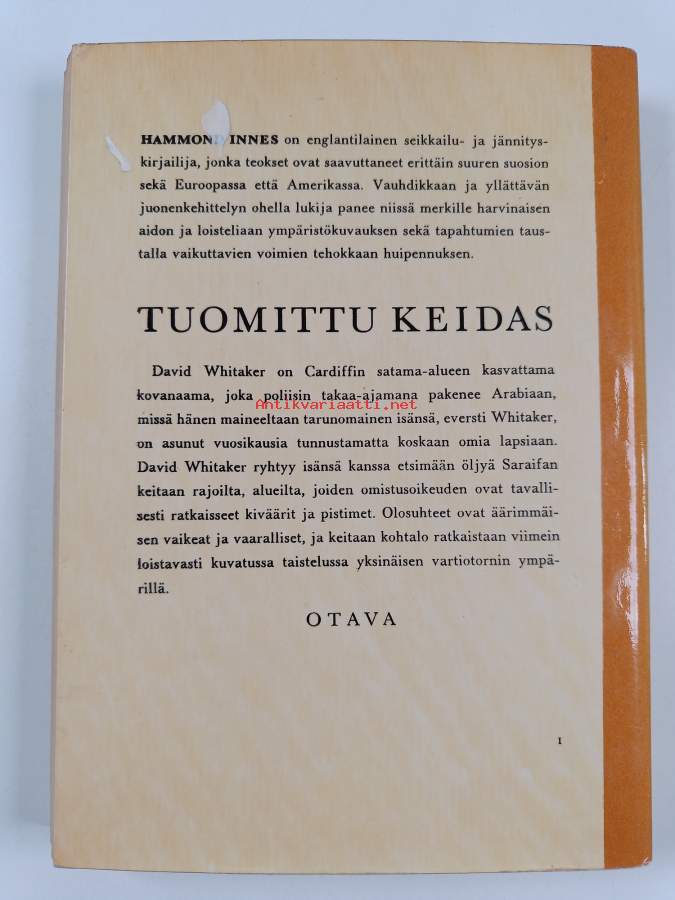 HAMMOND INNES on englantilainen seikkailu- ja jännitys-
kirjailija, jonka teokset ovat saavuttaneet erittäin suuren suosion
sekä Euroopassa että Amerikassa. Vauhdikkaan ja yllättävän
juonenkehittelyn ohella lukija panee niissä merkille harvinaisen
aidon ja loisteliaan ympäristökuvauksen sekä tapahtumien taus-
talla vaikuttavien voimien tehokkaan huipennuksen.
TUOMITTU KEIDAS
David Whitaker on Cardiffin satama-alueen kasvattama
kovanaama, joka poliisin takaa-ajamana pakenee Arabiaan,
Antikvariaatti.net
missä hänen maineeltaan tarunomainen isänsä, eversti Whitaker,
on asunut vuosikausia tunnustamatta koskaan omia lapsiaan.
David Whitaker ryhtyy isänsä kanssa etsimään öljyä Saraifan
keitaan rajoilta, alueilta, joiden omistusoikeuden ovat tavalli-
sesti ratkaisseet kiväärit ja pistimet. Olosuhteet ovat äärimmäi-
sen vaikeat ja vaaralliset, ja keitaan kohtalo ratkaistaan viimein
loistavasti kuvatussa taistelussa yksinäisen vartiotornin ympä-
rillä.
OTAVA
1